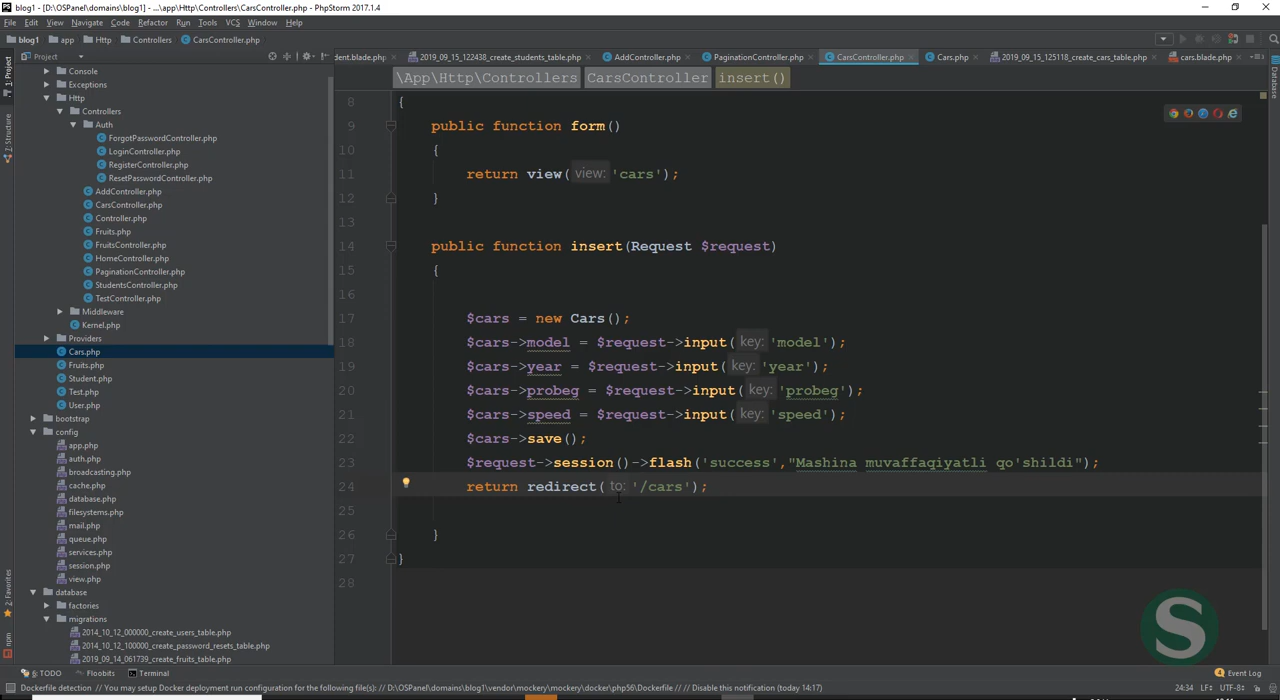 blog1 - [D:\OSPanel\domains\blog1] - ...\app\Http\Controllers\CarsController.php - PhpStorm 2017.1.4
File Edit View Navigate Code Refactor Run Tools VCS Window Help
blog1 app Http Controllers CarsController.php
Project
dent.blade.php 2019_09_15_122438_create_students_table.php AddController.php PaginationController.php CarsController.php Cars.php 2019_09_15_125118_create_cars_table.php cars.blade.php
\App\Http\Controllers CarsController insert()
Console
Exceptions
Http
Controllers
Auth
ForgotPasswordController.php
LoginController.php
RegisterController.php
ResetPasswordController.php
AddController.php
CarsController.php
Controller.php
Fruits.php
FruitsController.php
HomeController.php
PaginationController.php
StudentsController.php
TestController.php
Middleware
Kernel.php
Providers
Cars.php
Fruits.php
Student.php
Test.php
User.php
bootstrap
config
app.php
auth.php
broadcasting.php
cache.php
database.php
filesystems.php
mail.php
queue.php
services.php
session.php
view.php
database
factories
migrations
2014_10_12_000000_create_users_table.php
2014_10_12_100000_create_password_resets_table.php
2019_09_14_061739_create_fruits_table.php
8 {
9 public function form()
10 {
11 return view( view: 'cars');
12 }
13
14 public function insert(Request $request)
15 {
16
17 $cars = new Cars();
18 $cars->model = $request->input( key: 'model');
19 $cars->year = $request->input( key: 'year');
20 $cars->probeg = $request->input( key: 'probeg');
21 $cars->speed = $request->input( key: 'speed');
22 $cars->save();
23 $request->session()->flash('success',"Mashina muvaffaqiyatli qo'shildi");
24 return redirect( to: '/cars');
25
26 }
27 }
28
1: Project
7: Structure
2: Favorites
npm
Database
S
6: TODO Floobits Terminal Event Log
Dockerfile detection // You may setup Docker deployment run configuration for the following file(s): // D:\OSPanel\domains\blog1\vendor\mockery\mockery\docker\php56\Dockerfile // // Disable this notification (today 14:17) 24:34 LF÷ UTF-8÷